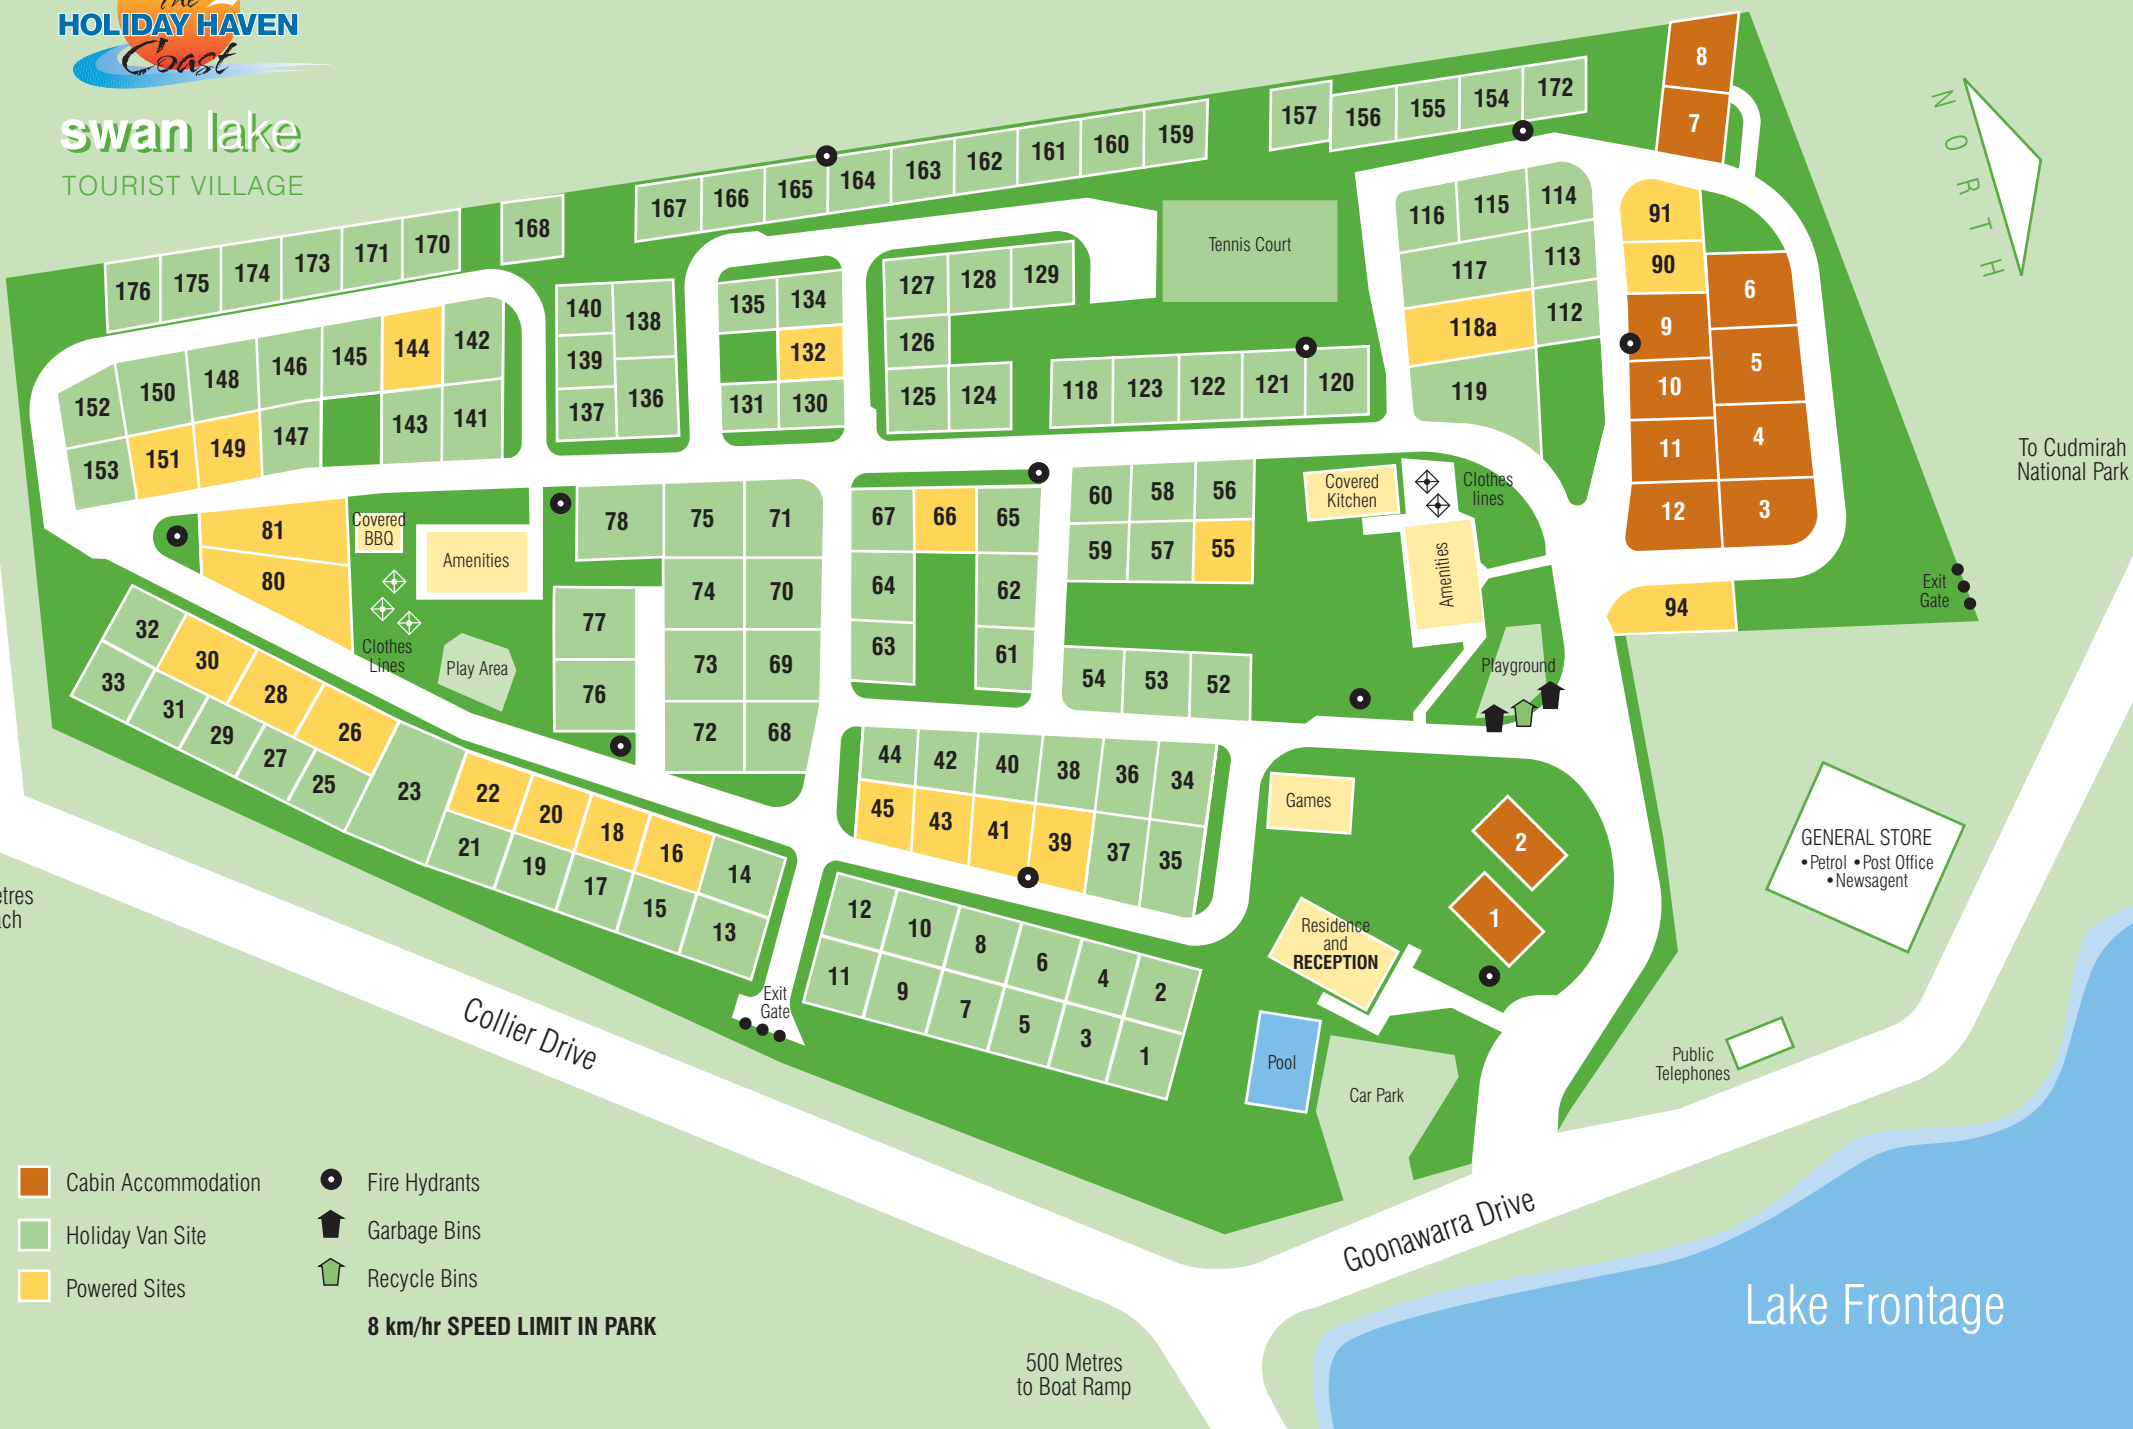 The
HOLIDAY HAVEN
Coast
swan lake
TOURIST VILLAGE
NORTH
8
7
157 156 155 154 172
167 166 165 164 163 162 161 160 159
168
176 175 174 173 171 170
116 115 114
117 113
118a 112
119
91
90
9 6
10 5
11 4
12 3
94
Tennis Court
127 128 129
126
125 124
118 123 122 121 120
135 134
132
131 130
140 138
139
137 136
152 150 148 146 145 144 142
153 151 149 147 143 141
To Cudmirah
National Park
Exit
Gate
81
80
Covered
BBQ
Amenities
Clothes
Lines
Play Area
78 75 71
74 70
77
73 69
76
72 68
67 66 65
64 62
63 61
60 58 56
59 57 55
54 53 52
Covered
Kitchen
Clothes
lines
Amenities
Playground
32 30 28 26
33 31 29 27 25
23
22 20 18 16 14
21 19 17 15 13
44 42 40 38 36 34
45 43 41 39 37 35
12 10 8 6 4 2
11 9 7 5 3 1
Exit
Gate
Games
2
1
Residence
and
RECEPTION
Pool
Car Park
GENERAL STORE
•Petrol •Post Office
•Newsagent
Public
Telephones
Collier Drive
Goonawarra Drive
Lake Frontage
500 Metres
to Boat Ramp
Cabin Accommodation
Holiday Van Site
Powered Sites
Fire Hydrants
Garbage Bins
Recycle Bins
8 km/hr SPEED LIMIT IN PARK